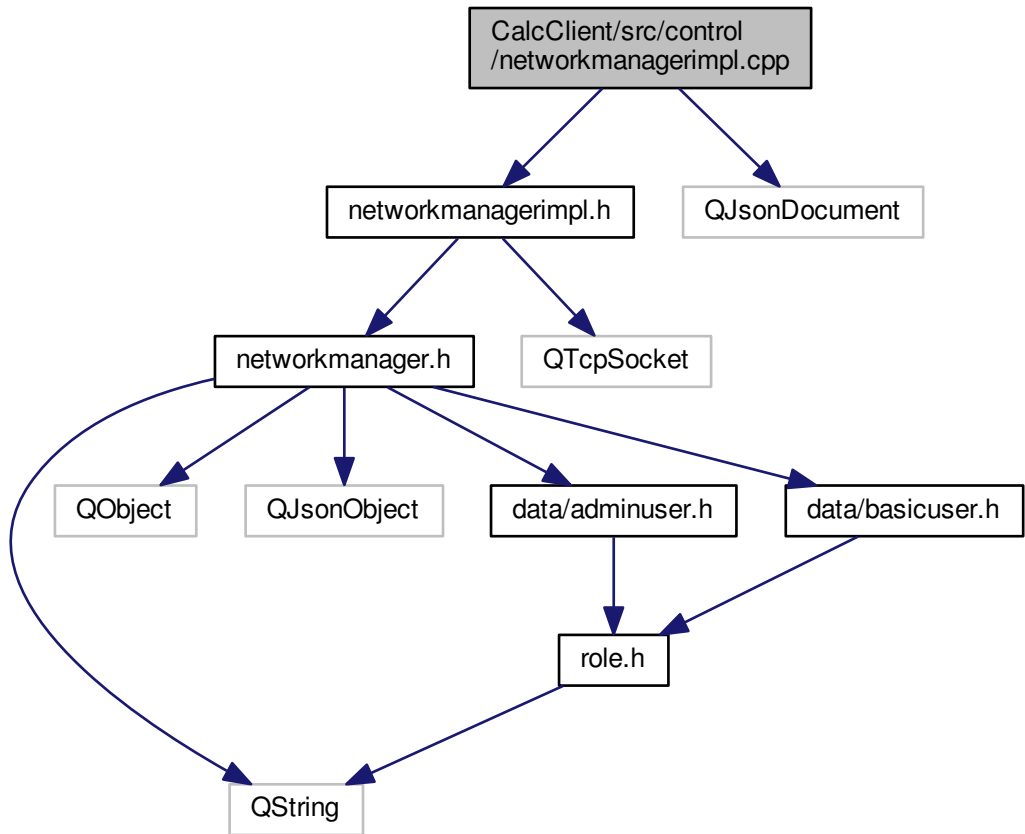 CalcClient/src/control
/networkmanagerimpl.cpp
networkmanagerimpl.h
QJsonDocument
networkmanager.h
QTcpSocket
QObject
QJsonObject
data/adminuser.h
data/basicuser.h
role.h
QString